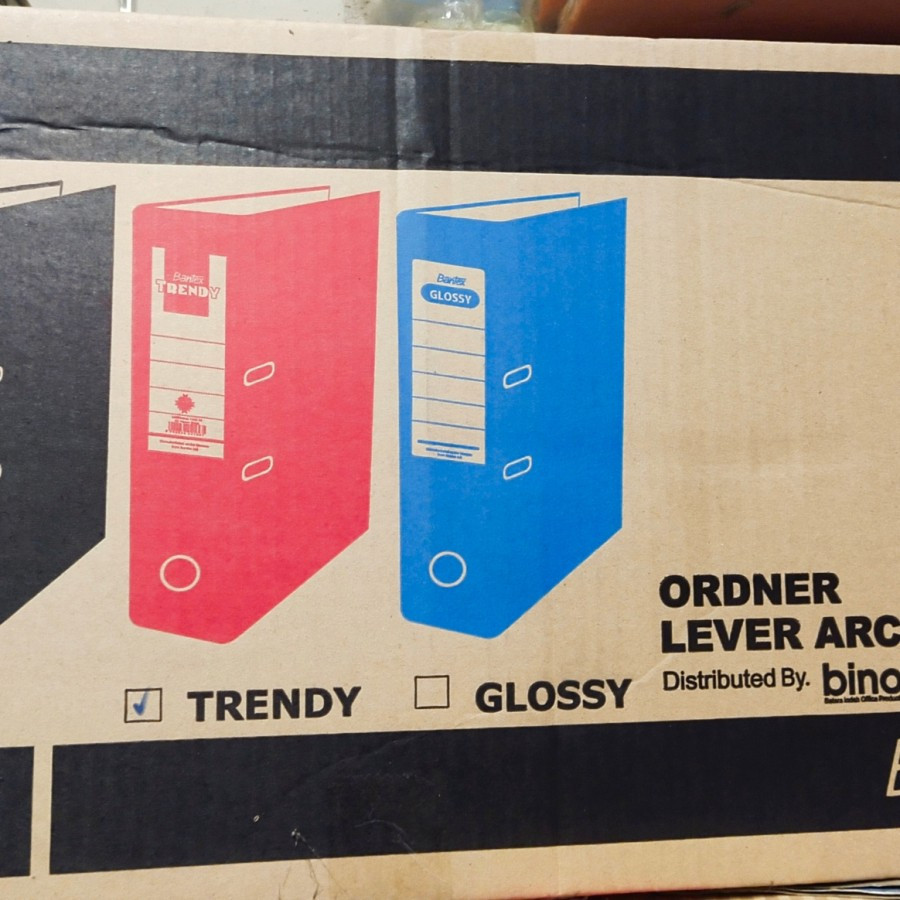 Bantex
TRENDY
Bantex
GLOSSY
ORDNER
LEVER ARC
Distributed By. bino
TRENDY
GLOSSY